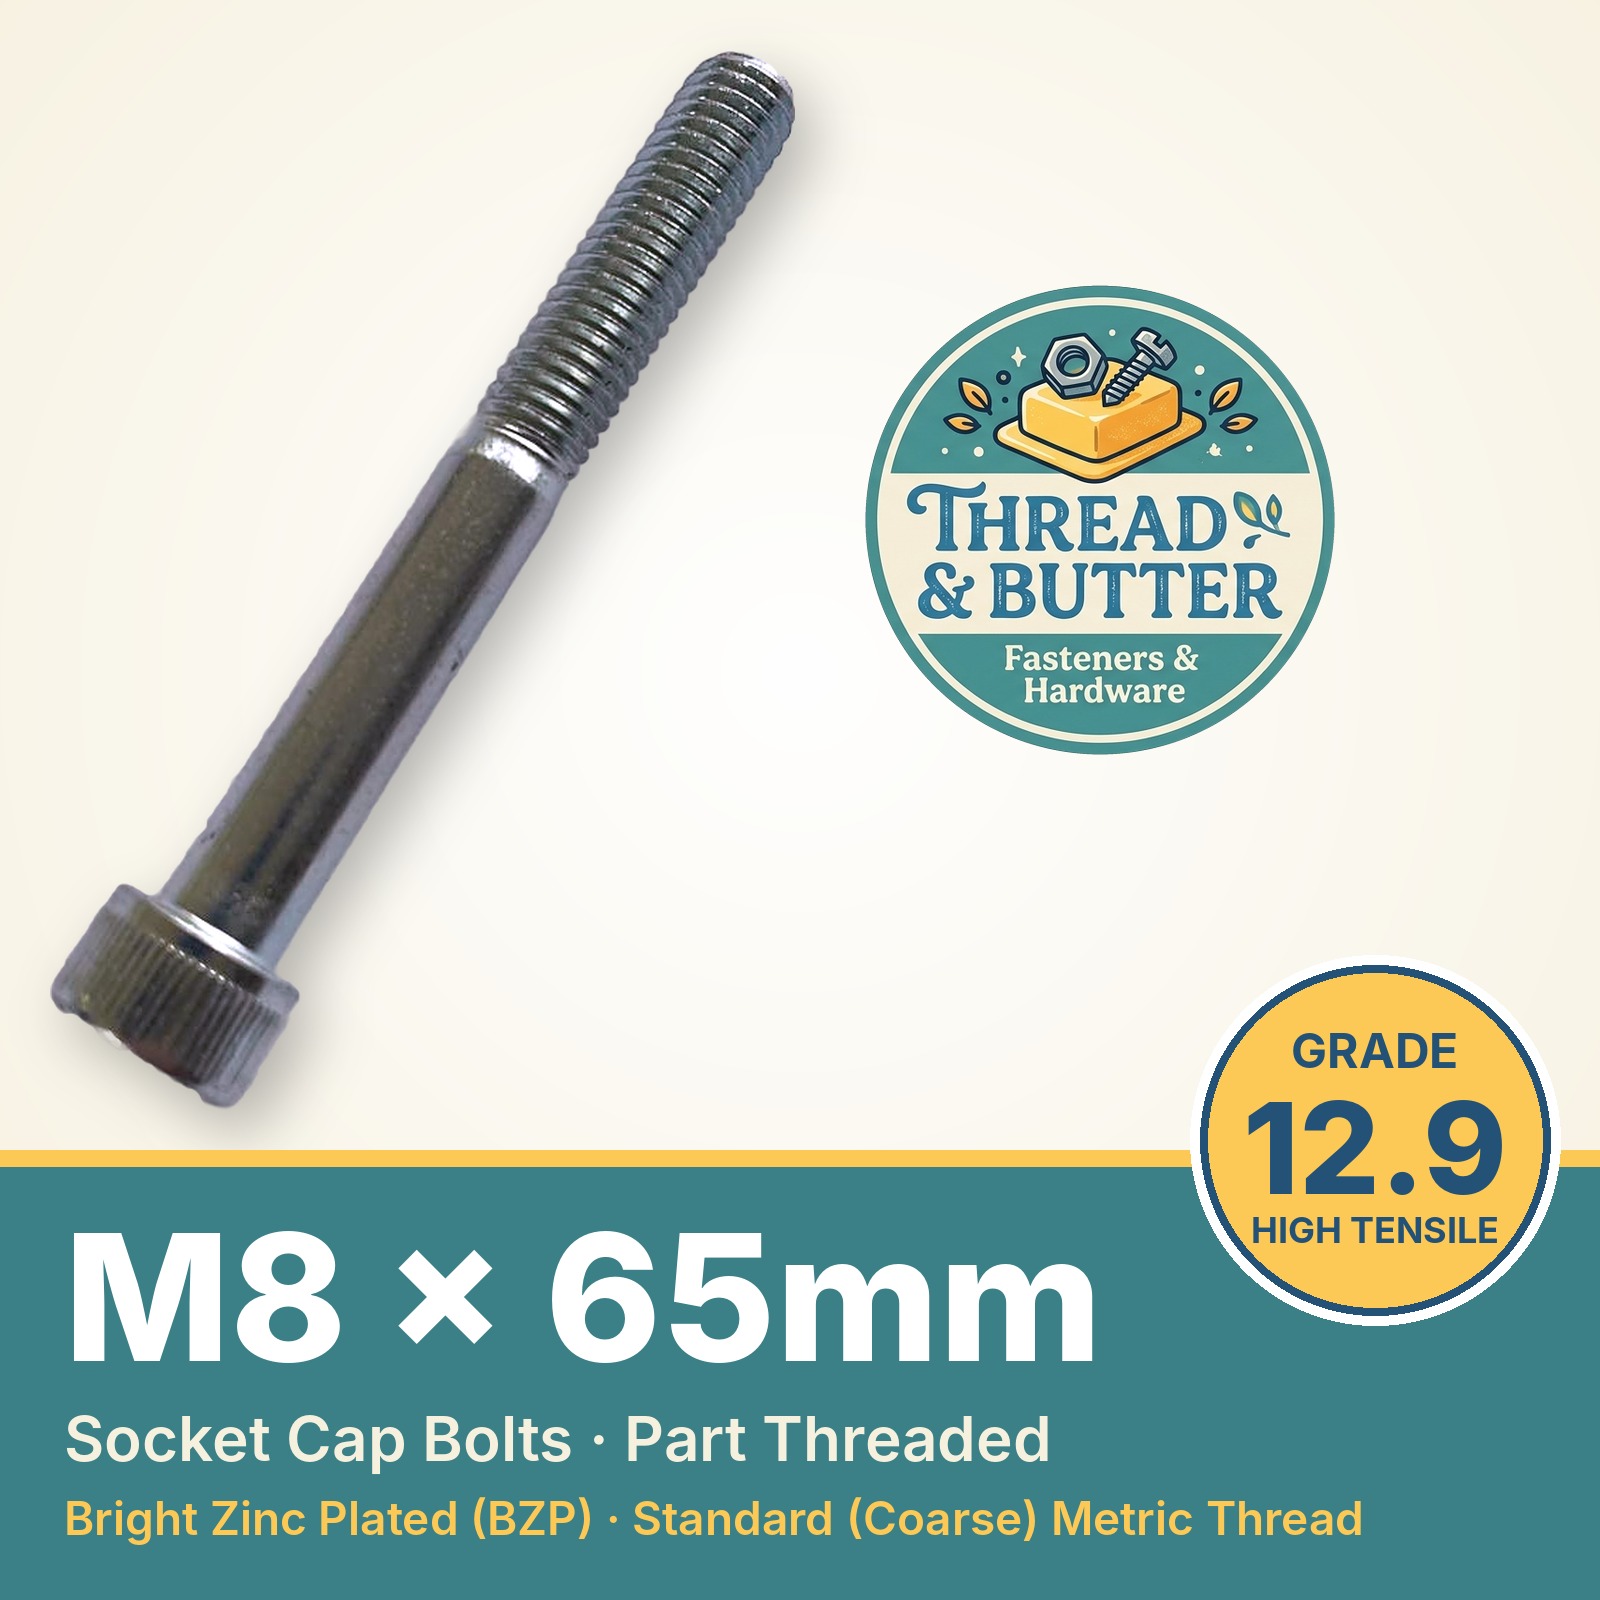 THREAD
& BUTTER
Fasteners &
Hardware
GRADE
12.9
HIGH TENSILE
M8 × 65mm
Socket Cap Bolts · Part Threaded
Bright Zinc Plated (BZP) · Standard (Coarse) Metric Thread